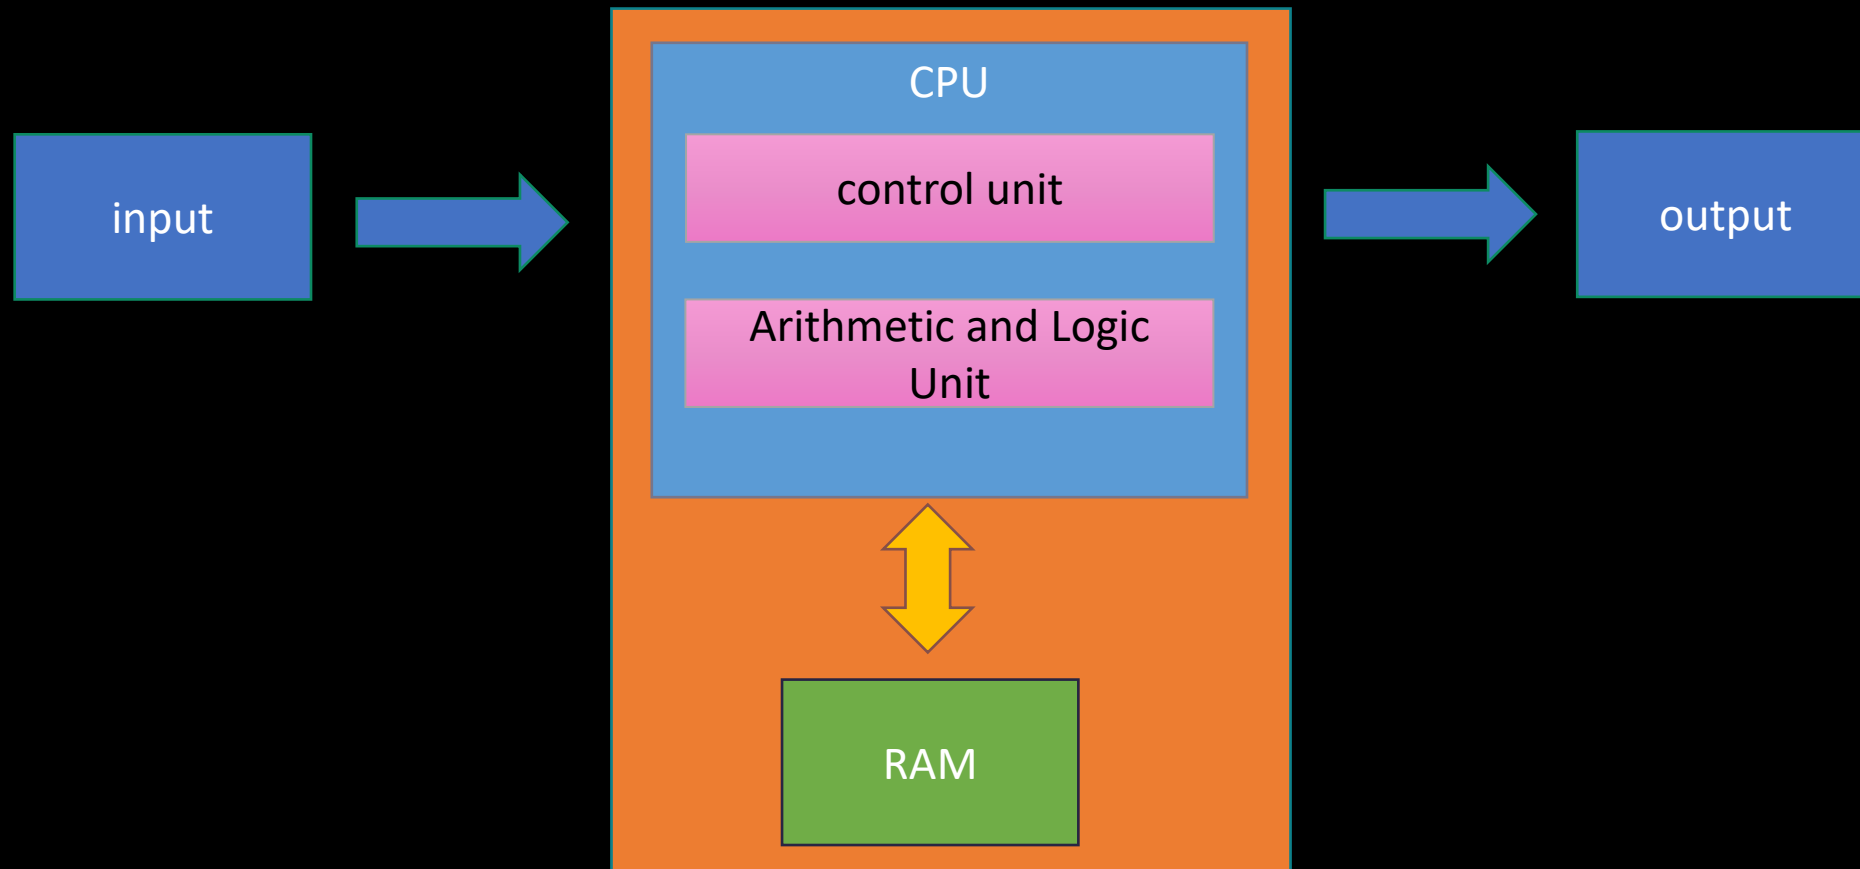 CPU
control unit
input
output
Arithmetic and Logic
Unit
RAM